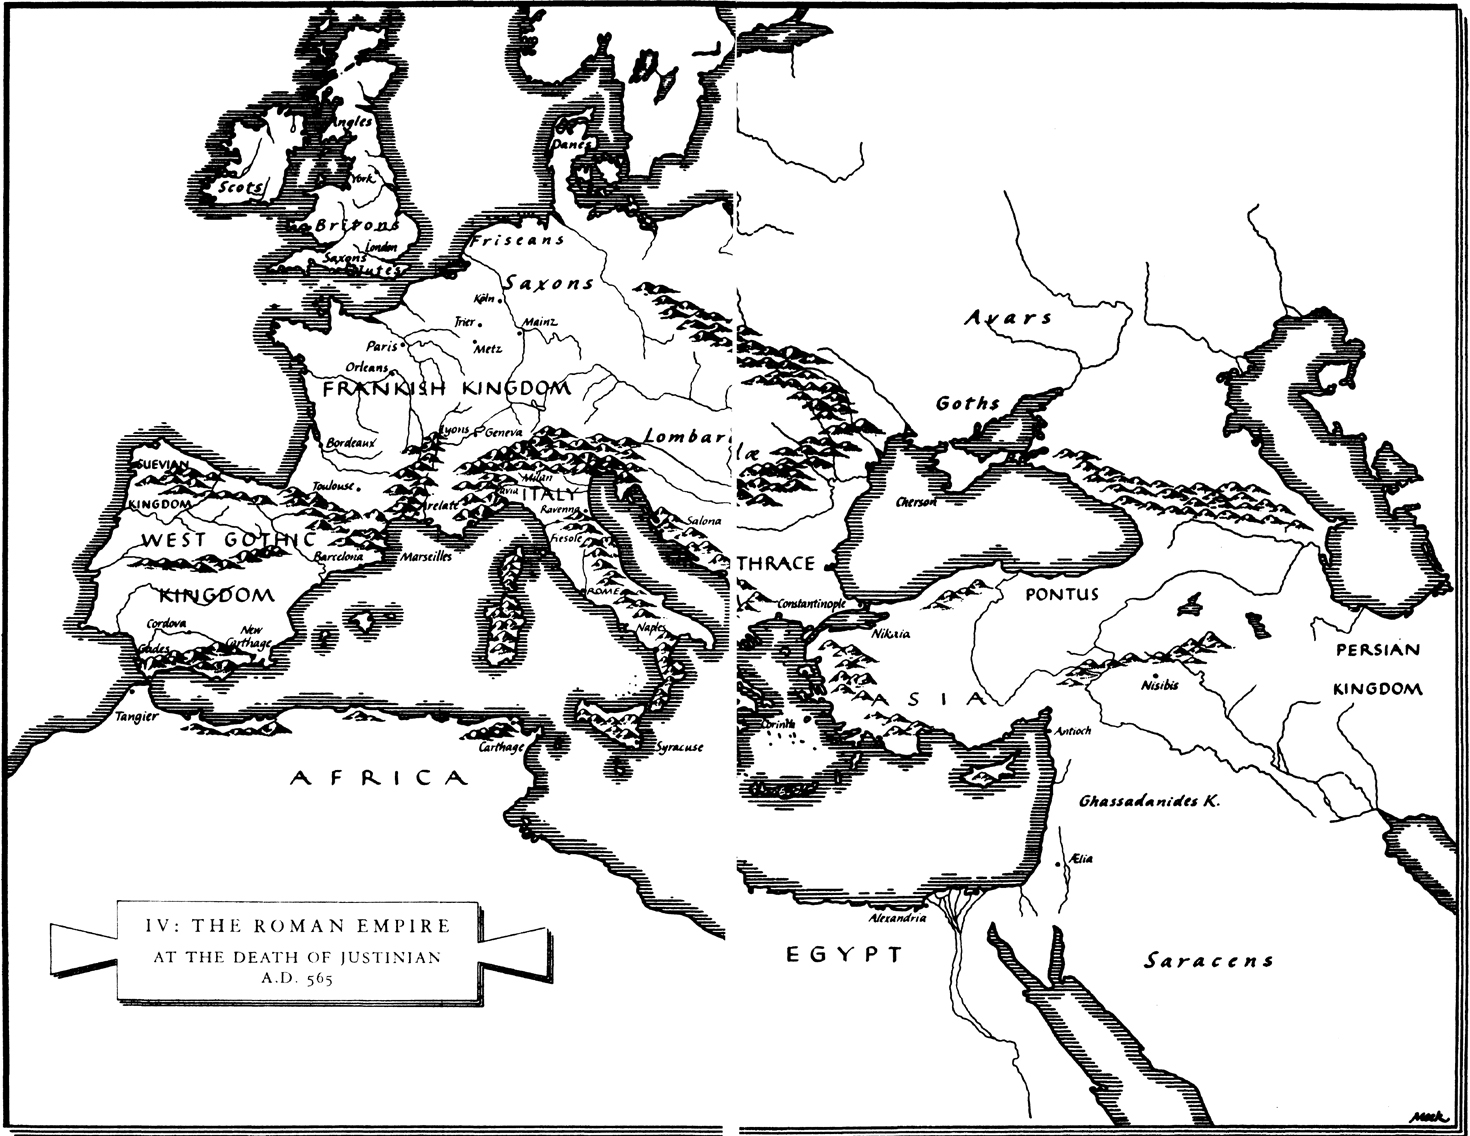 Angles
Danes
York
Scots
Britons
London
Saxons
Jutes
Friseans
Saxons
Köln
Trier
Mainz
Paris
Metz
Orleans
FRANKISH KINGDOM
Lyons
Geneva
Bordeaux
Lombardæ
SUEVIAN
KINGDOM
Toulouse
Arelate
Milan
Pavia
ITALY
Ravenna
Salona
WEST GOTHIC
KINGDOM
Barcelona
Marseilles
Fiesole
ROME
Cordova
New
Carthage
Gades
Naples
Tangier
Carthage
Syracuse
AFRICA
Avars
Goths
Cherson
THRACE
Constantinople
Nikaia
PONTUS
PERSIAN
KINGDOM
Nisibis
ASIA
Corinth
Antioch
Ghassadanides K.
Ælia
Alexandria
EGYPT
Saracens
IV: THE ROMAN EMPIRE
AT THE DEATH OF JUSTINIAN
A.D. 565